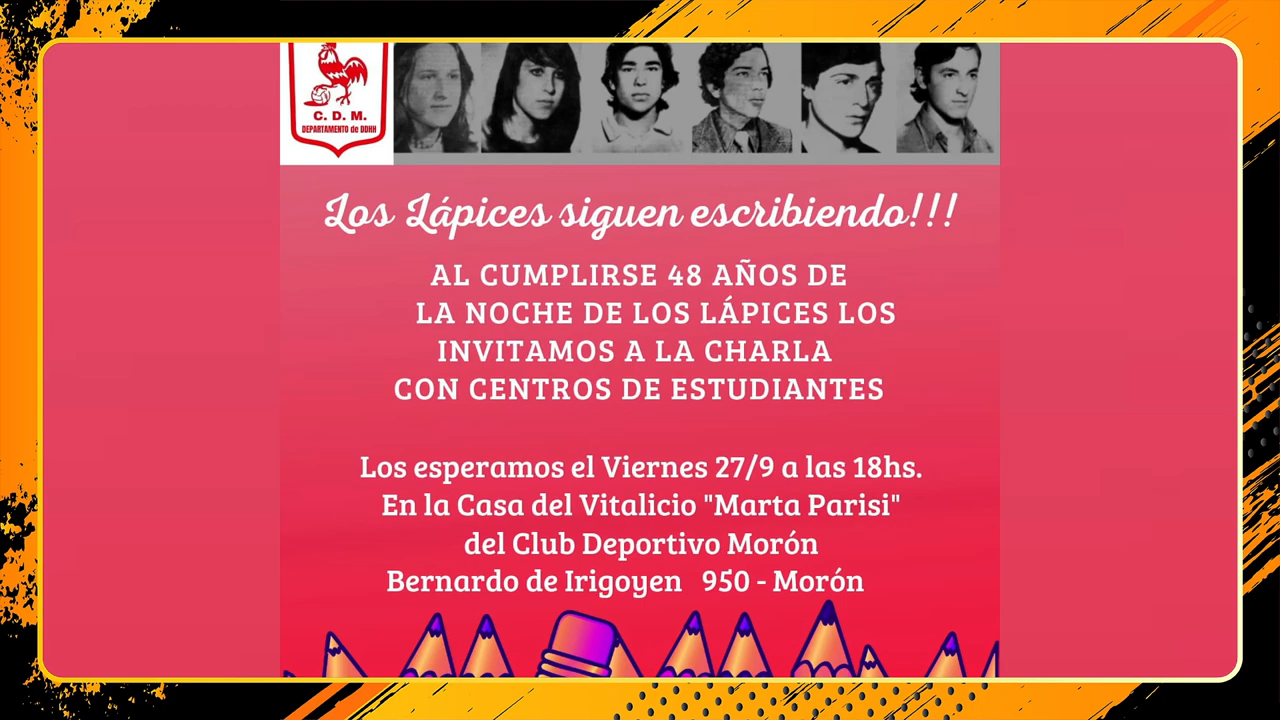 C. D. M.
DEPARTAMENTO de DDHH
Los Lápices siguen escribiendo!!!
AL CUMPLIRSE 48 AÑOS DE
LA NOCHE DE LOS LÁPICES LOS
INVITAMOS A LA CHARLA
CON CENTROS DE ESTUDIANTES
Los esperamos el Viernes 27/9 a las 18hs.
En la Casa del Vitalicio "Marta Parisi"
del Club Deportivo Morón
Bernardo de Irigoyen 950 - Morón